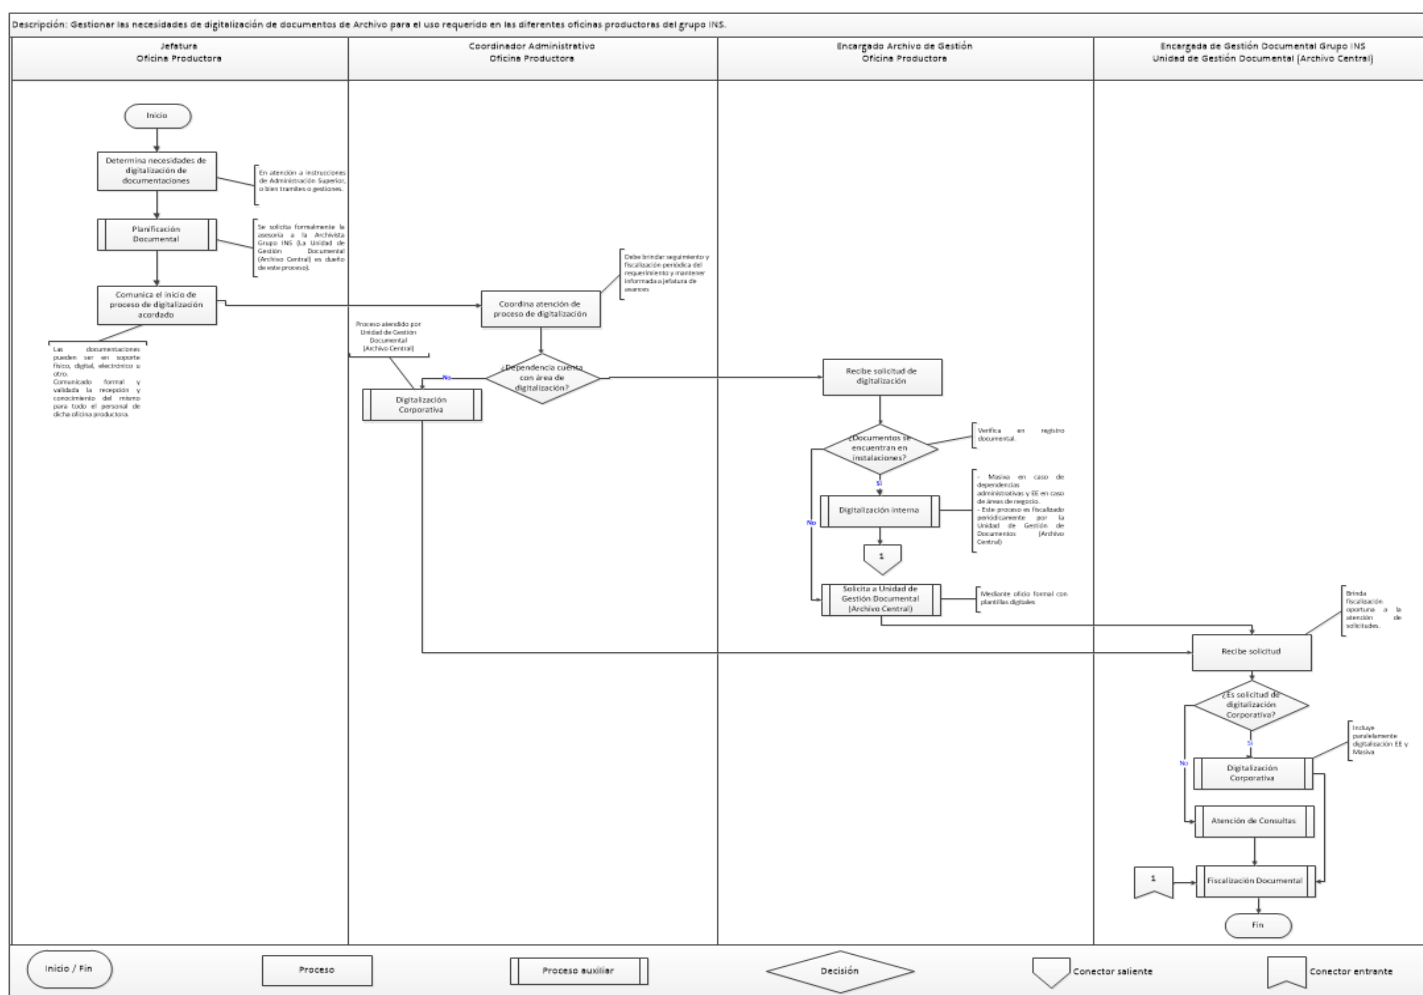 Descripción: Gestionar las necesidades de digitalización de documentos de Archivo para el uso requerido en las diferentes oficinas productoras del grupo INS.
Jefatura
Oficina Productora
Coordinador Administrativo
Oficina Productora
Encargado Archivo de Gestión
Oficina Productora
Encargada de Gestión Documental Grupo INS
Unidad de Gestión Documental (Archivo Central)
Inicio
Determina necesidades de
digitalización de
documentaciones
En atención a instrucciones
de Administración Superior,
o bien tramites o gestiones.
Planificación
Documental
Se solicita formalmente la
asesoría a la Archivista
Grupo INS (La Unidad de
Gestión Documental
(Archivo Central) es dueño
de este proceso).
Comunica el inicio de
proceso de digitalización
acordado
Las documentaciones
pueden ser en soporte
físico, digital, electrónico u
otro.
Comunicado formal y
validada la recepción y
conocimiento del mismo
para todo el personal de
dicha oficina productora.
Debe brindar seguimiento y
fiscalización periódica del
requerimiento y mantener
informada a jefatura de
avances
Coordina atención de
proceso de digitalización
Proceso atendido por
Unidad de Gestión
Documental
(Archivo Central)
¿Dependencia cuenta
con área de
digitalización?
No
Digitalización
Corporativa
Recibe solicitud de
digitalización
¿Documentos se
encuentran en
instalaciones?
Verifica en registro
documental.
Si
No
Digitalización interna
- Masiva en caso de
dependencias
administrativas y EE en caso
de áreas de negocio.
- Este proceso es fiscalizado
periódicamente por la
Unidad de Gestión de
Documentos (Archivo
Central)
1
Solicita a Unidad de
Gestión Documental
(Archivo Central)
Mediante oficio formal con
plantillas digitales
Brinda
fiscalización
oportuna a la
atención de
solicitudes.
Recibe solicitud
¿Es solicitud de
digitalización
Corporativa?
Si
No
Incluye
paralelamente
digitalización EE y
Masiva
Digitalización
Corporativa
Atención de Consultas
1
Fiscalización Documental
Fin
Inicio / Fin
Proceso
Proceso auxiliar
Decisión
Conector saliente
Conector entrante